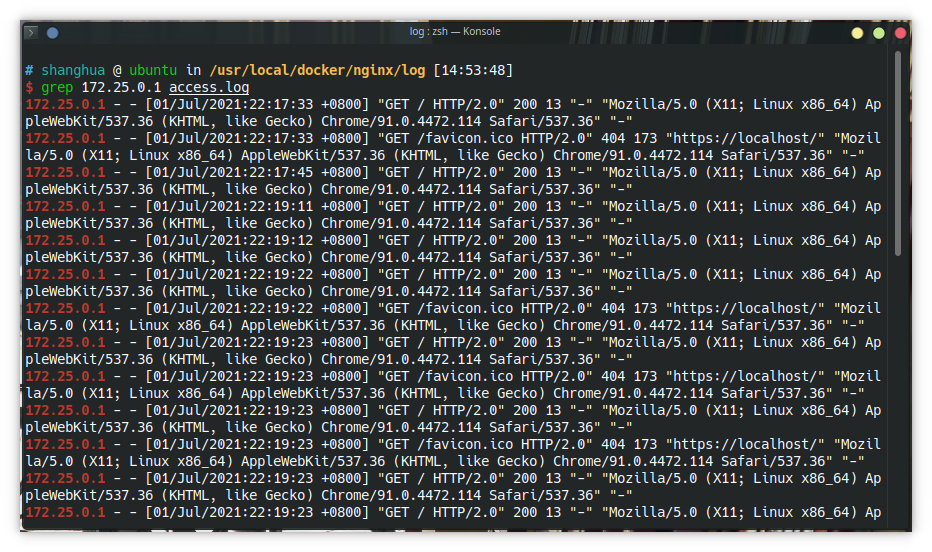 log : zsh — Konsole
# shanghua @ ubuntu in /usr/local/docker/nginx/log [14:53:48]
$ grep 172.25.0.1 access.log
172.25.0.1 - - [01/Jul/2021:22:17:33 +0800] "GET / HTTP/2.0" 200 13 "-" "Mozilla/5.0 (X11; Linux x86_64) Ap
pleWebKit/537.36 (KHTML, like Gecko) Chrome/91.0.4472.114 Safari/537.36" "-"
172.25.0.1 - - [01/Jul/2021:22:17:33 +0800] "GET /favicon.ico HTTP/2.0" 404 173 "https://localhost/" "Mozil
la/5.0 (X11; Linux x86_64) AppleWebKit/537.36 (KHTML, like Gecko) Chrome/91.0.4472.114 Safari/537.36" "-"
172.25.0.1 - - [01/Jul/2021:22:17:45 +0800] "GET / HTTP/2.0" 200 13 "-" "Mozilla/5.0 (X11; Linux x86_64) Ap
pleWebKit/537.36 (KHTML, like Gecko) Chrome/91.0.4472.114 Safari/537.36" "-"
172.25.0.1 - - [01/Jul/2021:22:19:11 +0800] "GET / HTTP/2.0" 200 13 "-" "Mozilla/5.0 (X11; Linux x86_64) Ap
pleWebKit/537.36 (KHTML, like Gecko) Chrome/91.0.4472.114 Safari/537.36" "-"
172.25.0.1 - - [01/Jul/2021:22:19:12 +0800] "GET / HTTP/2.0" 200 13 "-" "Mozilla/5.0 (X11; Linux x86_64) Ap
pleWebKit/537.36 (KHTML, like Gecko) Chrome/91.0.4472.114 Safari/537.36" "-"
172.25.0.1 - - [01/Jul/2021:22:19:22 +0800] "GET / HTTP/2.0" 200 13 "-" "Mozilla/5.0 (X11; Linux x86_64) Ap
pleWebKit/537.36 (KHTML, like Gecko) Chrome/91.0.4472.114 Safari/537.36" "-"
172.25.0.1 - - [01/Jul/2021:22:19:22 +0800] "GET /favicon.ico HTTP/2.0" 404 173 "https://localhost/" "Mozil
la/5.0 (X11; Linux x86_64) AppleWebKit/537.36 (KHTML, like Gecko) Chrome/91.0.4472.114 Safari/537.36" "-"
172.25.0.1 - - [01/Jul/2021:22:19:23 +0800] "GET / HTTP/2.0" 200 13 "-" "Mozilla/5.0 (X11; Linux x86_64) Ap
pleWebKit/537.36 (KHTML, like Gecko) Chrome/91.0.4472.114 Safari/537.36" "-"
172.25.0.1 - - [01/Jul/2021:22:19:23 +0800] "GET /favicon.ico HTTP/2.0" 404 173 "https://localhost/" "Mozil
la/5.0 (X11; Linux x86_64) AppleWebKit/537.36 (KHTML, like Gecko) Chrome/91.0.4472.114 Safari/537.36" "-"
172.25.0.1 - - [01/Jul/2021:22:19:23 +0800] "GET / HTTP/2.0" 200 13 "-" "Mozilla/5.0 (X11; Linux x86_64) Ap
pleWebKit/537.36 (KHTML, like Gecko) Chrome/91.0.4472.114 Safari/537.36" "-"
172.25.0.1 - - [01/Jul/2021:22:19:23 +0800] "GET /favicon.ico HTTP/2.0" 404 173 "https://localhost/" "Mozil
la/5.0 (X11; Linux x86_64) AppleWebKit/537.36 (KHTML, like Gecko) Chrome/91.0.4472.114 Safari/537.36" "-"
172.25.0.1 - - [01/Jul/2021:22:19:23 +0800] "GET / HTTP/2.0" 200 13 "-" "Mozilla/5.0 (X11; Linux x86_64) Ap
pleWebKit/537.36 (KHTML, like Gecko) Chrome/91.0.4472.114 Safari/537.36" "-"
172.25.0.1 - - [01/Jul/2021:22:19:23 +0800] "GET / HTTP/2.0" 200 13 "-" "Mozilla/5.0 (X11; Linux x86_64) Ap